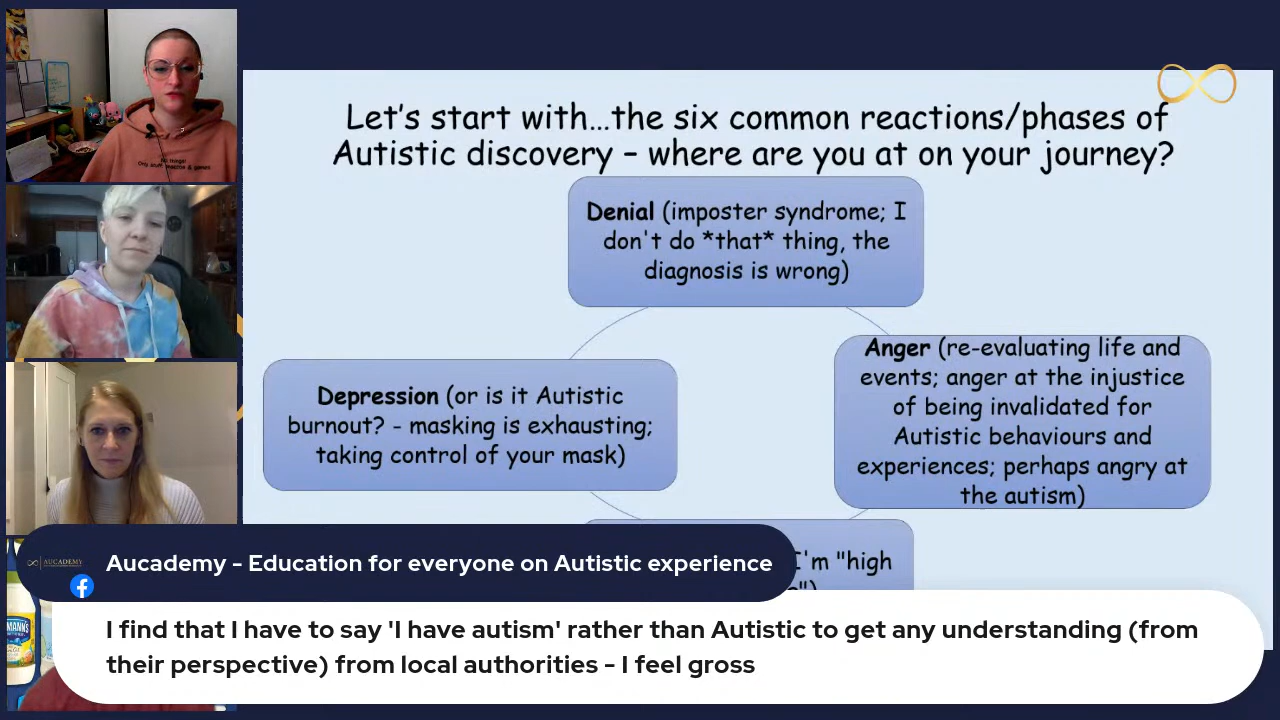 Let's start with...the six common reactions/phases of
Autistic discovery – where are you at on your journey?
Denial (imposter syndrome; I
don't do *that* thing, the
diagnosis is wrong)
Anger (re-evaluating life and
events; anger at the injustice
of being invalidated for
Autistic behaviours and
experiences; perhaps angry at
the autism)
Depression (or is it Autistic
burnout? - masking is exhausting;
taking control of your mask)
I'm "high
AUCADEMY
Aucademy - Education for everyone on Autistic experience
I find that I have to say 'I have autism' rather than Autistic to get any understanding (from
their perspective) from local authorities - I feel gross